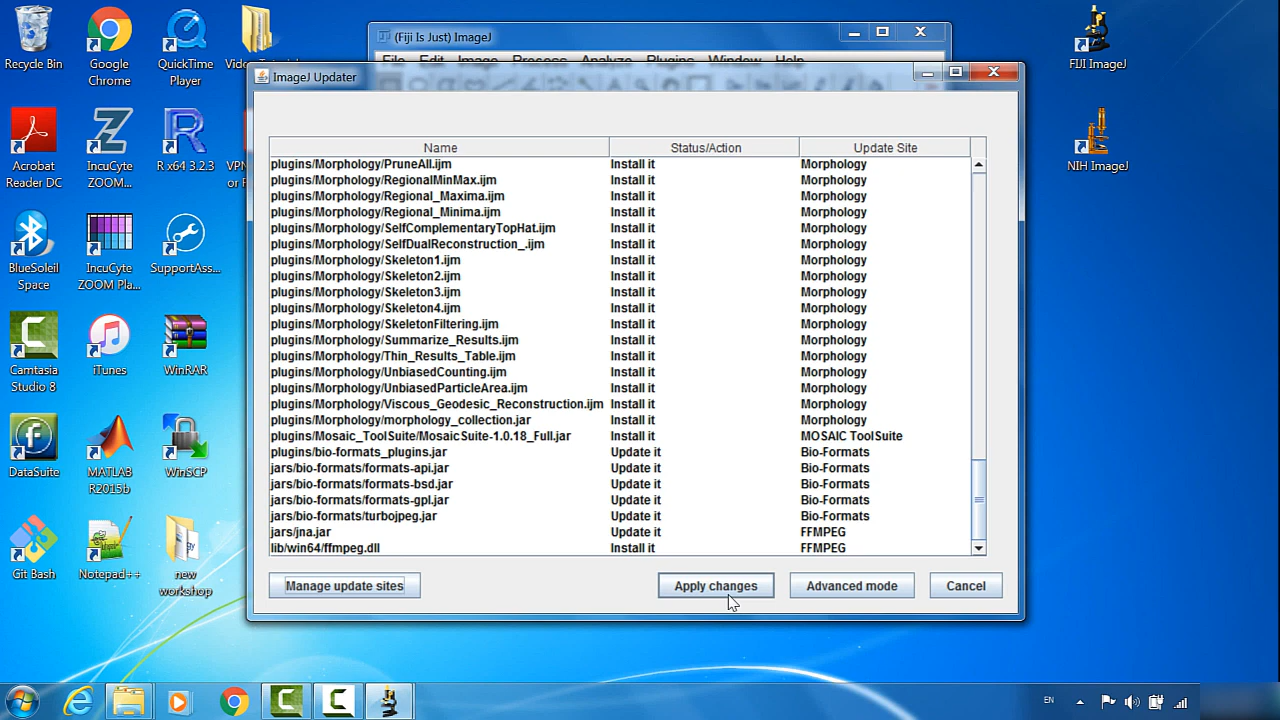 Recycle Bin
Google Chrome
QuickTime Player
(Fiji Is Just) ImageJ
File Edit Image Process Analyze Plugins Window Help
FIJI ImageJ
ImageJ Updater
Name Status/Action Update Site
plugins/Morphology/PruneAll.ijm Install it Morphology
plugins/Morphology/RegionalMinMax.ijm Install it Morphology
plugins/Morphology/Regional_Maxima.ijm Install it Morphology
plugins/Morphology/Regional_Minima.ijm Install it Morphology
plugins/Morphology/SelfComplementaryTopHat.ijm Install it Morphology
plugins/Morphology/SelfDualReconstruction_.ijm Install it Morphology
plugins/Morphology/Skeleton1.ijm Install it Morphology
plugins/Morphology/Skeleton2.ijm Install it Morphology
plugins/Morphology/Skeleton3.ijm Install it Morphology
plugins/Morphology/Skeleton4.ijm Install it Morphology
plugins/Morphology/SkeletonFiltering.ijm Install it Morphology
plugins/Morphology/Summarize_Results.ijm Install it Morphology
plugins/Morphology/Thin_Results_Table.ijm Install it Morphology
plugins/Morphology/UnbiasedCounting.ijm Install it Morphology
plugins/Morphology/UnbiasedParticleArea.ijm Install it Morphology
plugins/Morphology/Viscous_Geodesic_Reconstruction.ijm Install it Morphology
plugins/Morphology/morphology_collection.jar Install it Morphology
plugins/Mosaic_ToolSuite/MosaicSuite-1.0.18_Full.jar Install it MOSAIC ToolSuite
plugins/bio-formats_plugins.jar Update it Bio-Formats
jars/bio-formats/formats-api.jar Update it Bio-Formats
jars/bio-formats/formats-bsd.jar Update it Bio-Formats
jars/bio-formats/formats-gpl.jar Update it Bio-Formats
jars/bio-formats/turbojpeg.jar Update it Bio-Formats
jars/jna.jar Update it FFMPEG
lib/win64/ffmpeg.dll Install it FFMPEG
Manage update sites Apply changes Advanced mode Cancel
Acrobat Reader DC
IncuCyte ZOOM...
R x64 3.2.3
NIH ImageJ
BlueSoleil Space
IncuCyte ZOOM Pla...
SupportAss...
Camtasia Studio 8
iTunes
WinRAR
DataSuite
MATLAB R2015b
WinSCP
Git Bash
Notepad++
new workshop
EN